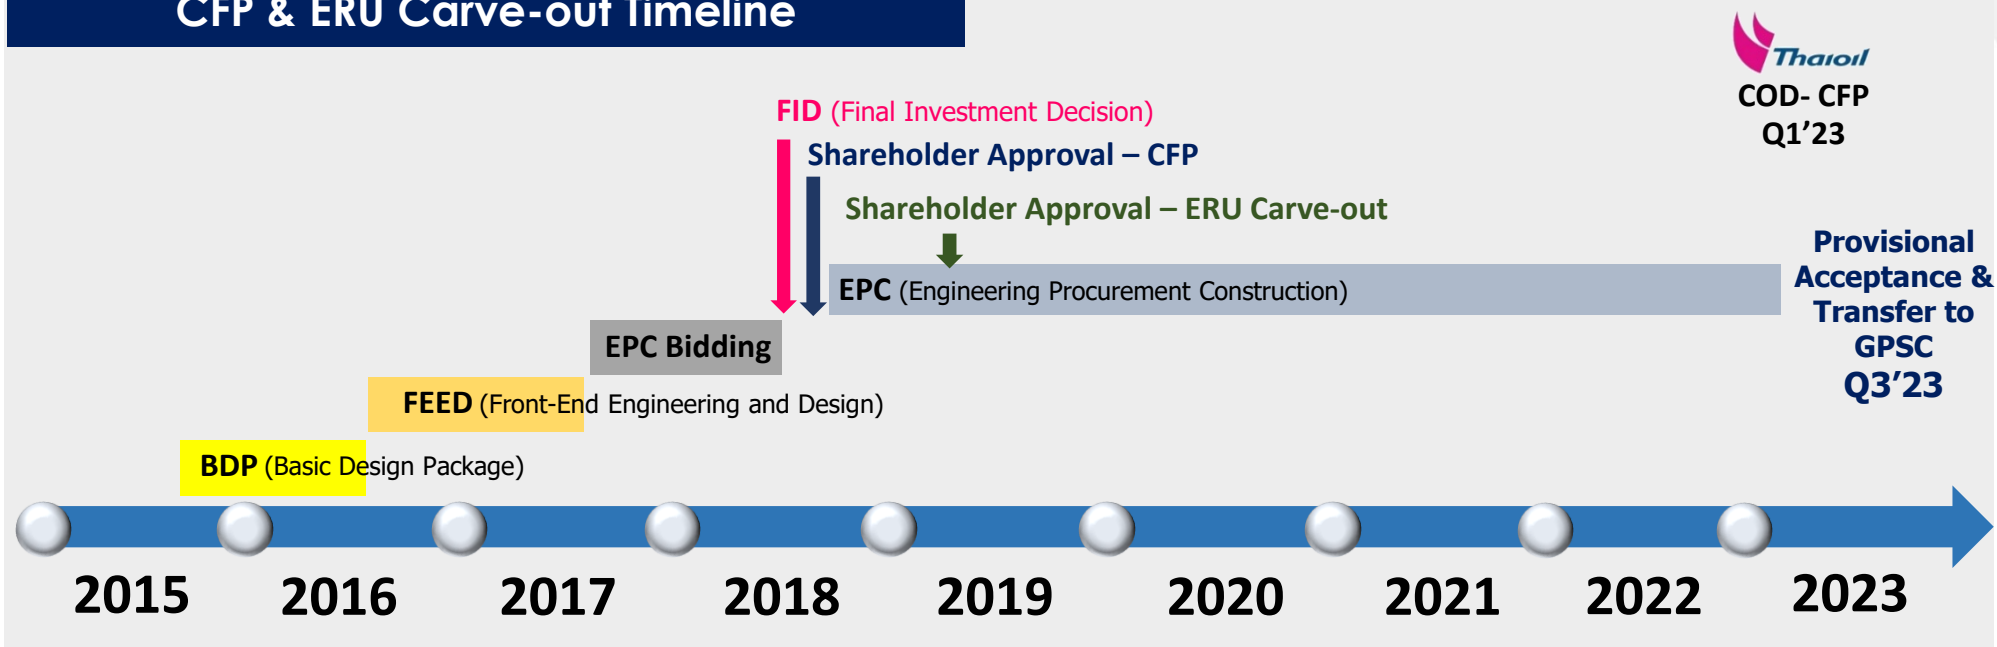 CFP & ERU Carve-out Timeline
Thaioil
COD- CFP
Q1’23
FID (Final Investment Decision)
Shareholder Approval – CFP
Shareholder Approval – ERU Carve-out
EPC (Engineering Procurement Construction)
Provisional
Acceptance &
Transfer to
GPSC
Q3’23
EPC Bidding
FEED (Front-End Engineering and Design)
BDP (Basic Design Package)
2015 2016 2017 2018 2019 2020 2021 2022 2023